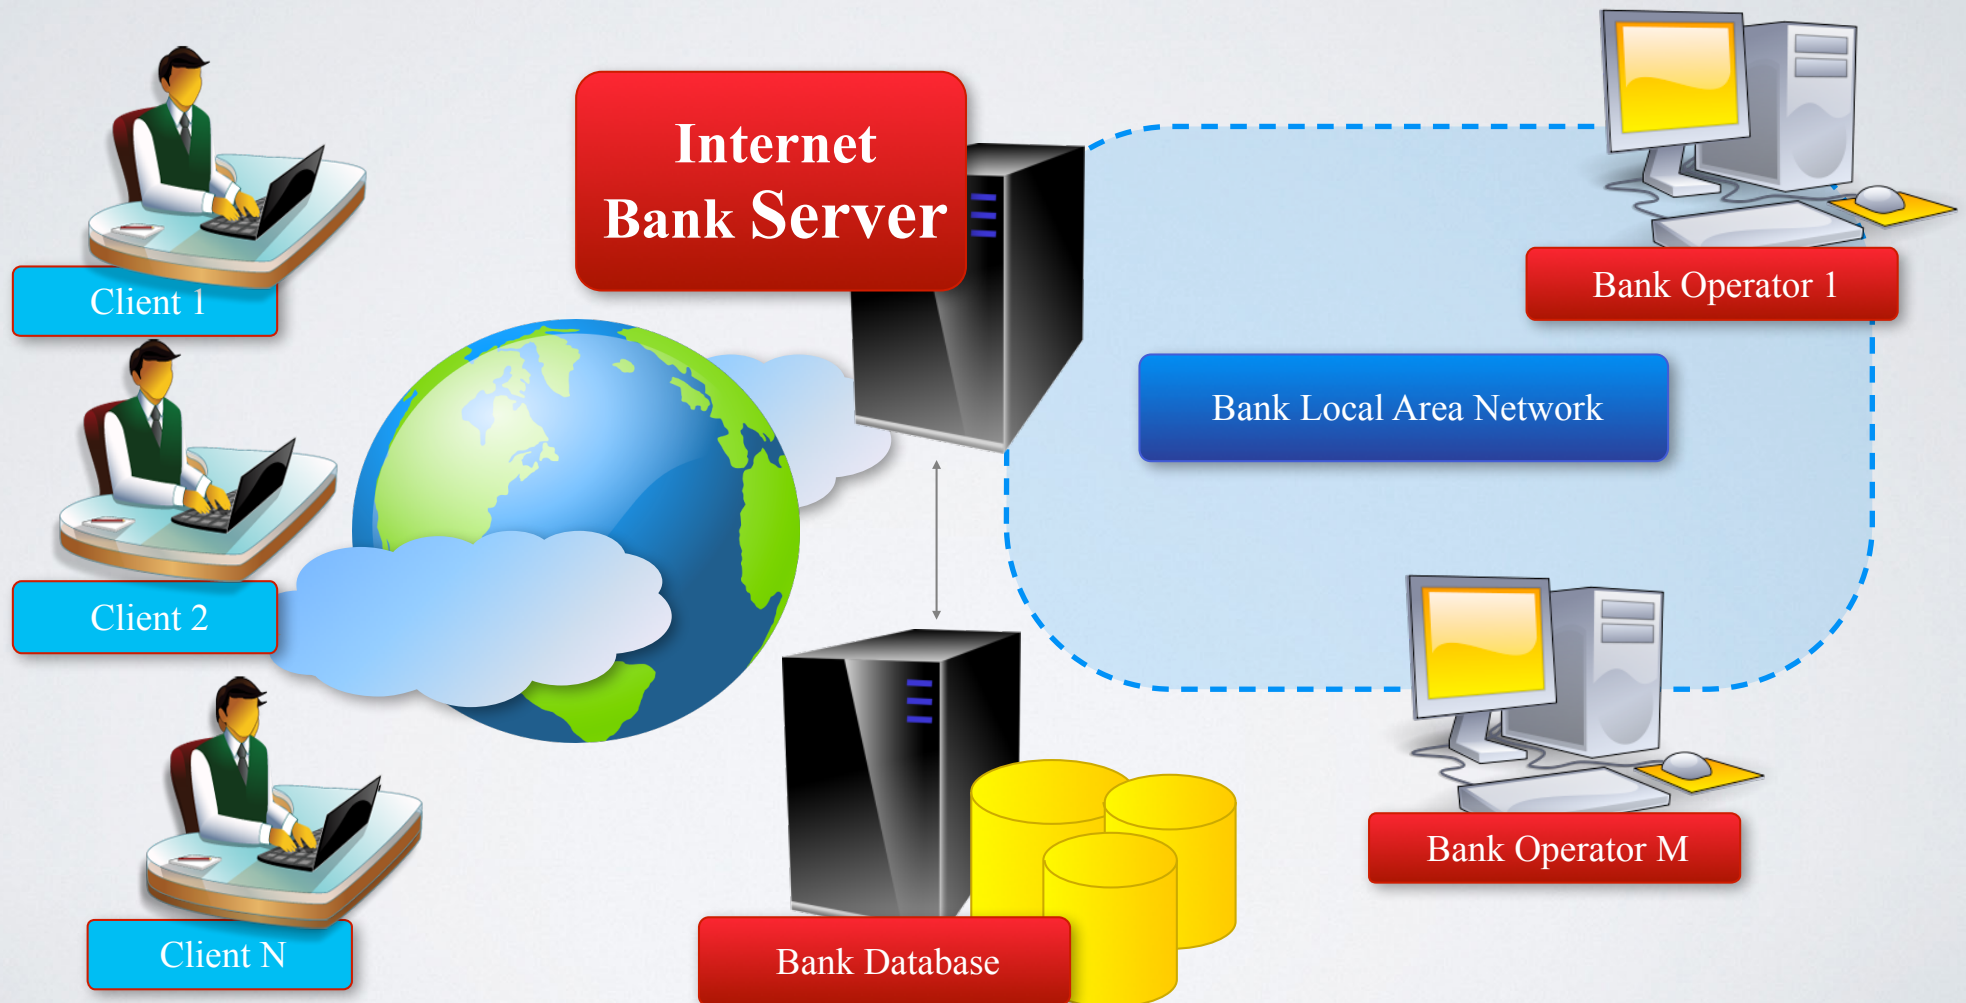 Internet
Bank Server
Client 1
Bank Operator 1
Bank Local Area Network
Client 2
Bank Operator M
Client N
Bank Database